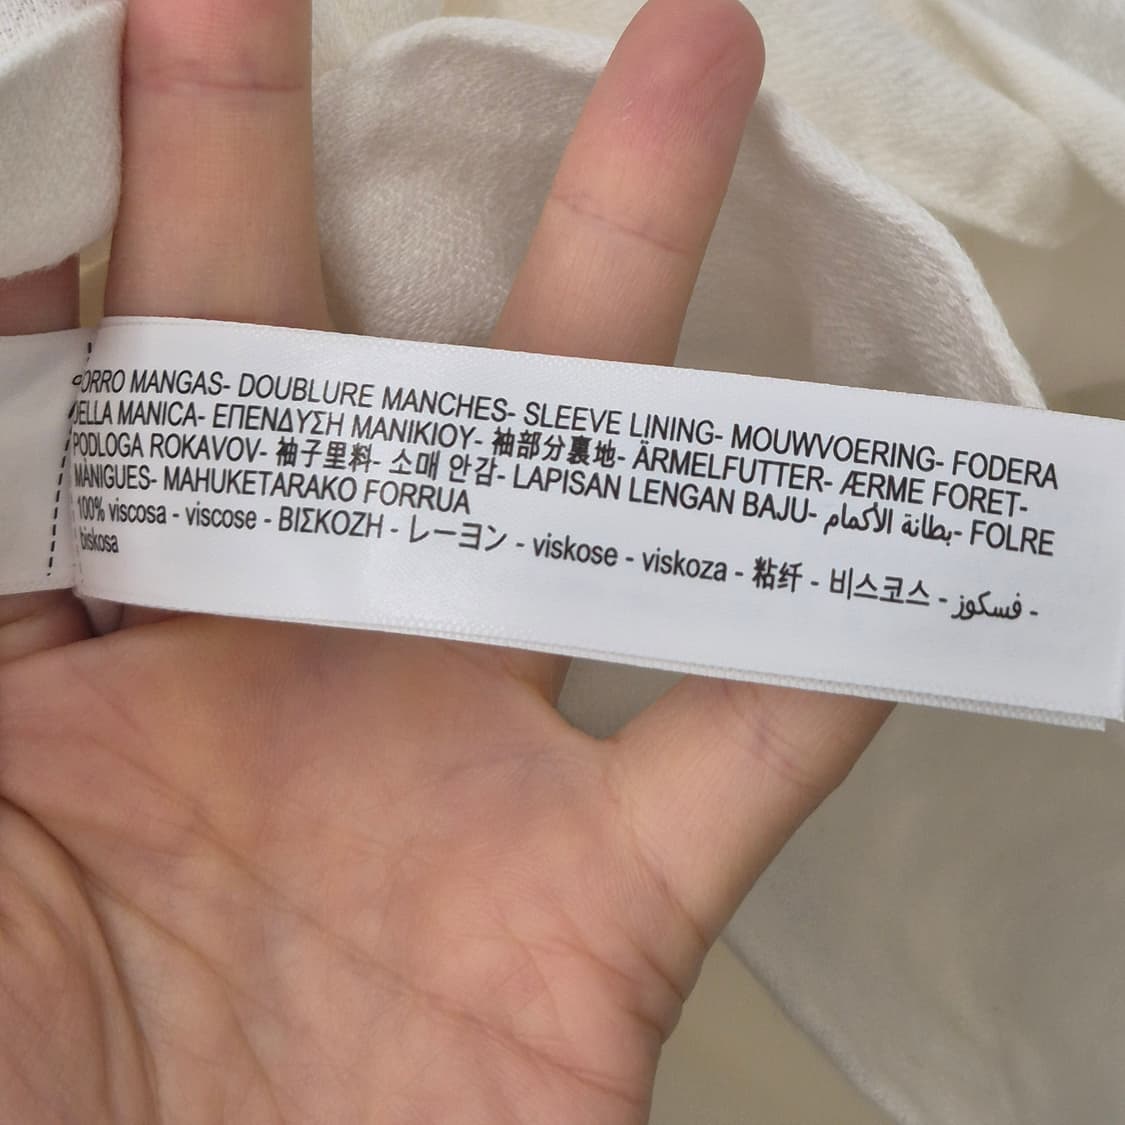 FORRO MANGAS- DOUBLURE MANCHES- SLEEVE LINING- MOUWVOERING- FODERA
DELLA MANICA- ΕΠΕΝΔΥΣΗ ΜΑΝΙΚΙΟΥ- 袖部分裏地- ÄRMELFUTTER- ÆRME FORET-
PODLOGA ROKAVOV- 袖子里料- 소매 안감- LAPISAN LENGAN BAJU- بطانة الأكمام- FOLRE
MÀNIGUES- MAHUKETARAKO FORRUA
100% viscosa - viscose - ΒΙΣΚΟΖΗ - レーヨン - viskose - viskoza - 粘纤 - 비스코스 - فسكوز -
biskosa